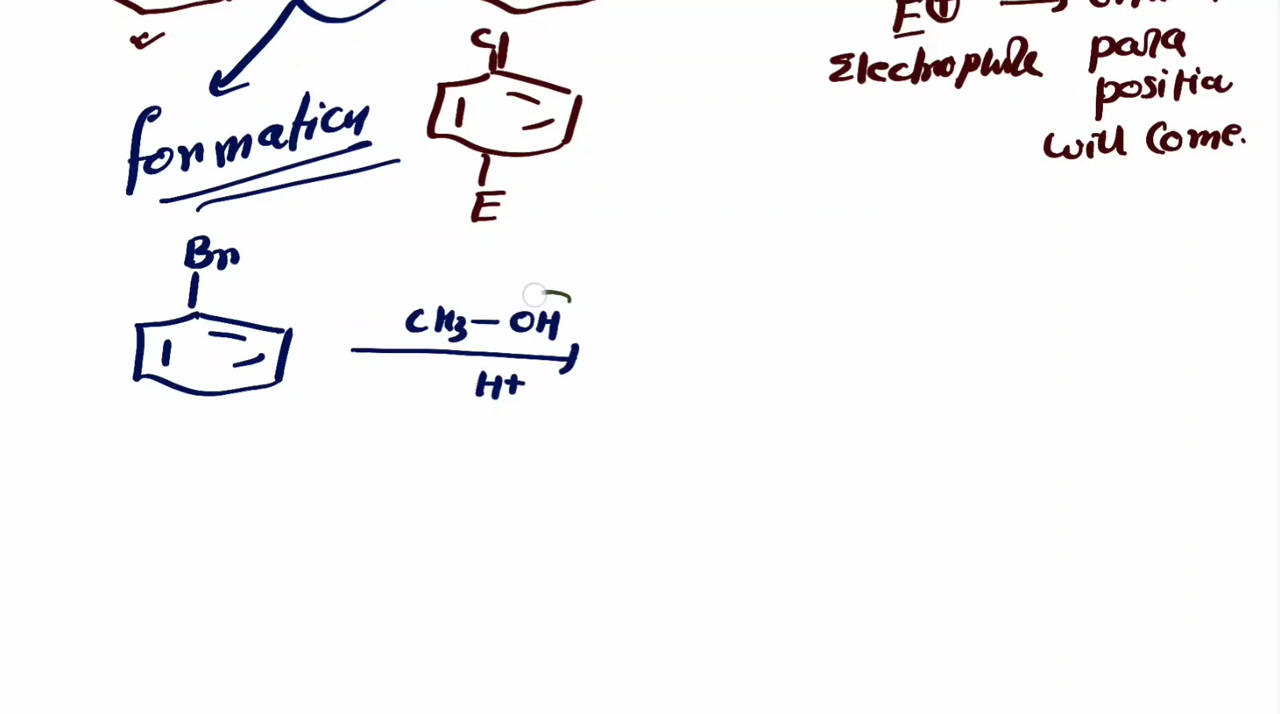 E⊕
Electrophile
para
position
will come.
formation
Cl
E
Br
CH3-OH
H+